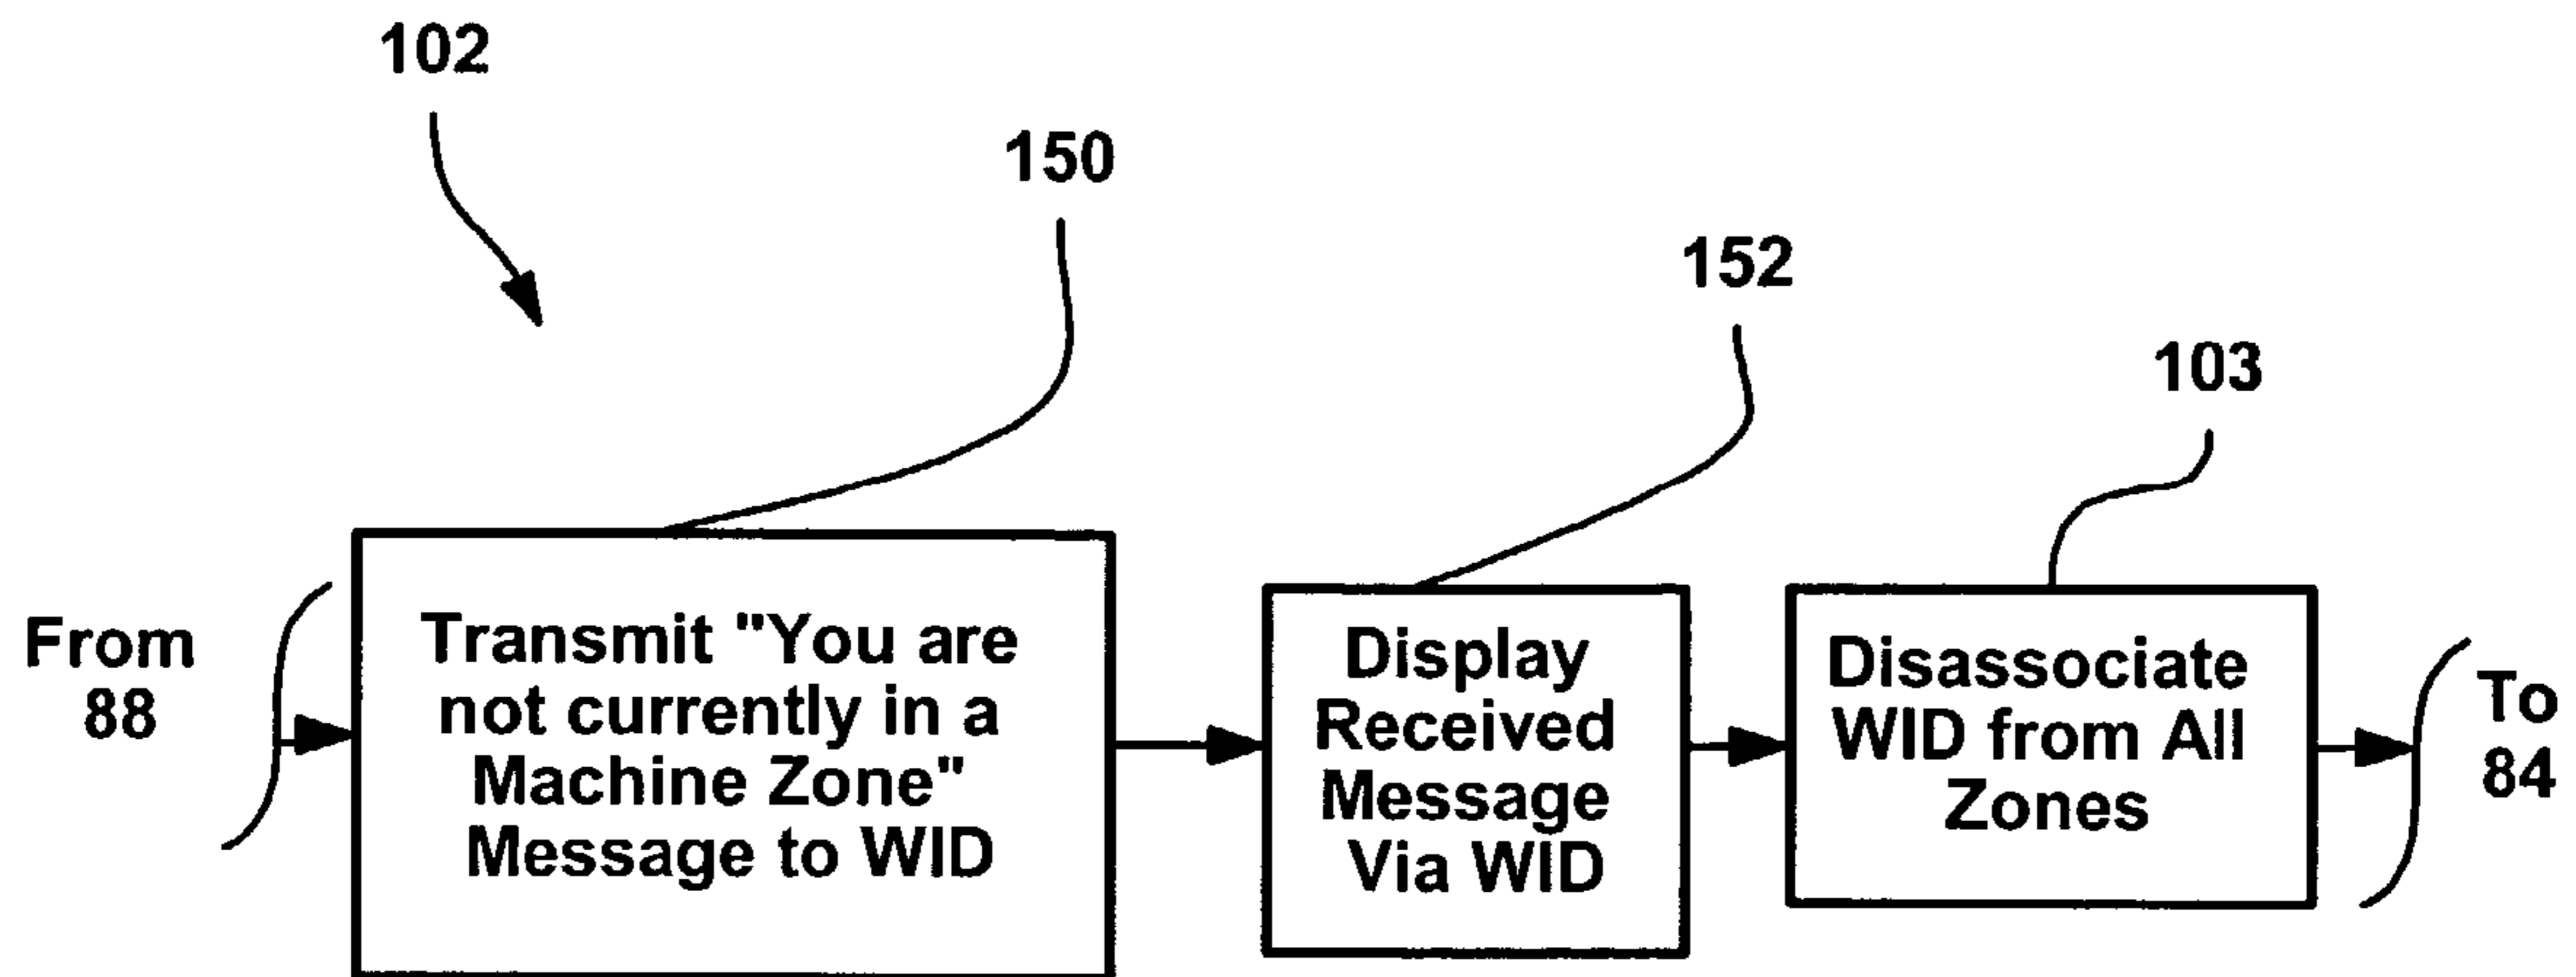 102
150
152
103
From
88
Transmit "You are
not currently in a
Machine Zone"
Message to WID
Display
Received
Message
Via WID
Disassociate
WID from All
Zones
To
84